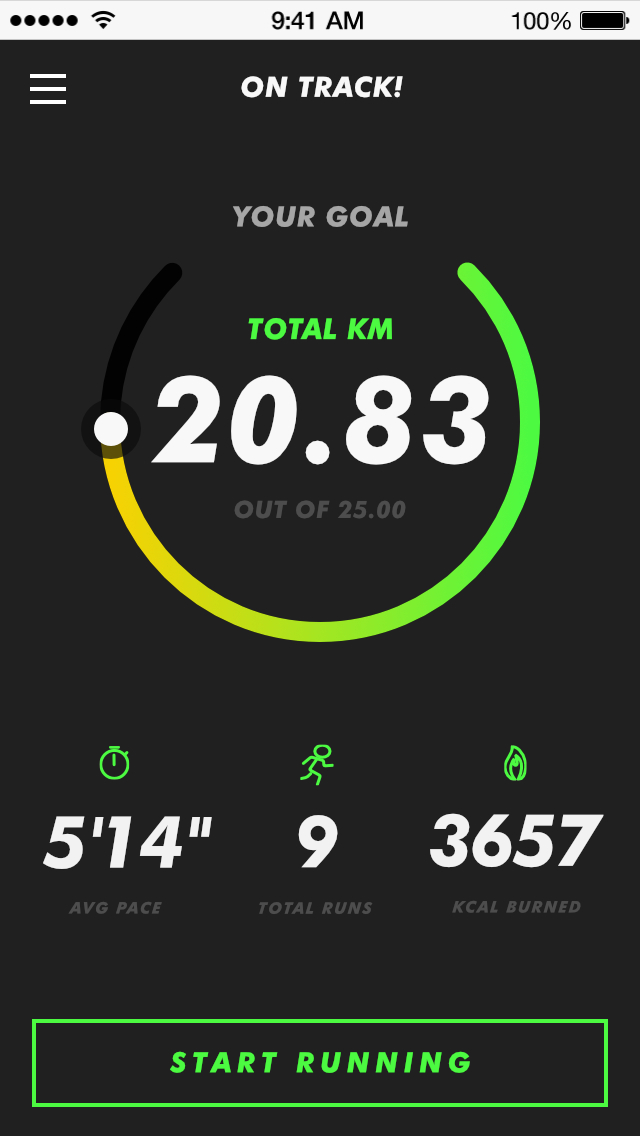 9:41 AM 100%
ON TRACK!
YOUR GOAL
TOTAL KM
20.83
OUT OF 25.00
5'14" 9 3657
AVG PACE TOTAL RUNS KCAL BURNED
START RUNNING